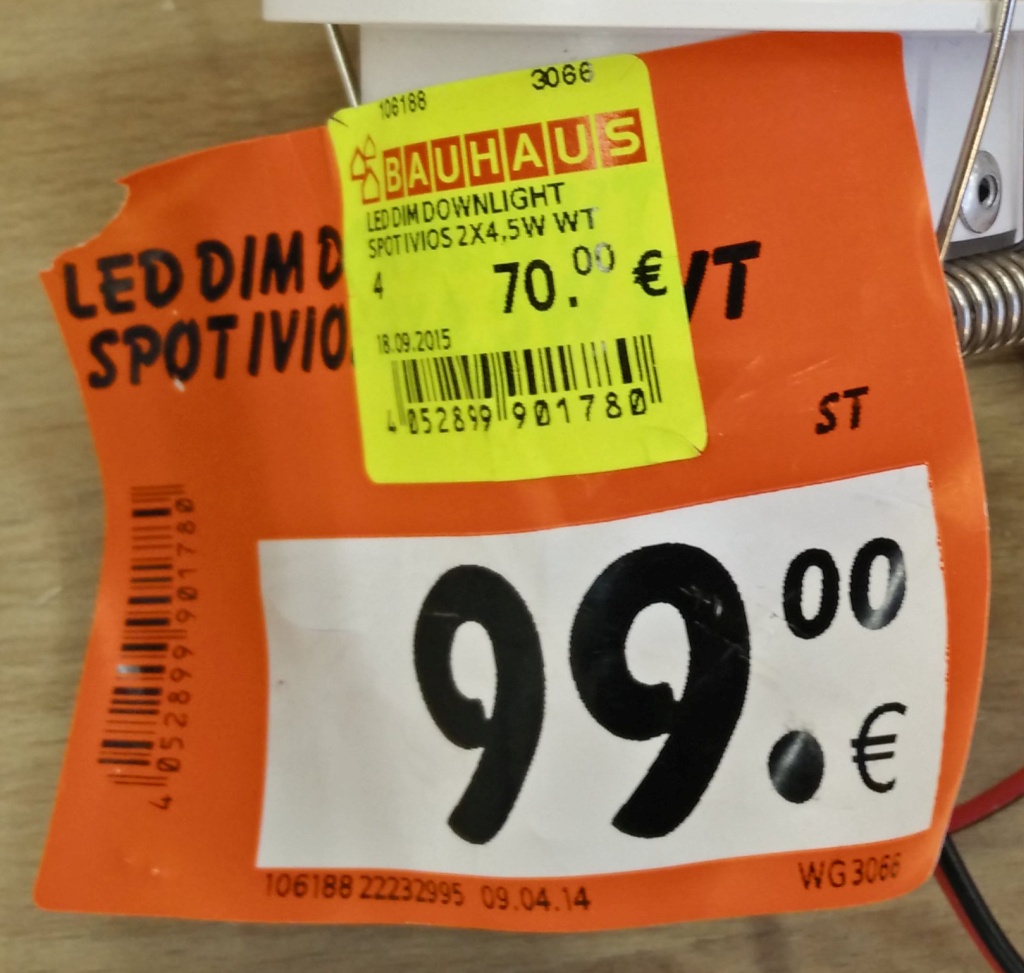 106188 3066
BAUHAUS
LED DIM DOWNLIGHT
SPOT IVIOS 2X4,5W WT
4 70.00 €
18.09.2015
4 052899 901780
LED DIM D
SPOT IVIO WT
ST
4 052899 901780
99.00 €
106188 22232995 09.04.14 WG 3066